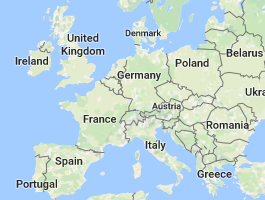 Denmark
United
Kingdom
Ireland
Belarus
Poland
Germany
Ukra
Austria
France
Romania
Italy
Spain
Portugal
Greece